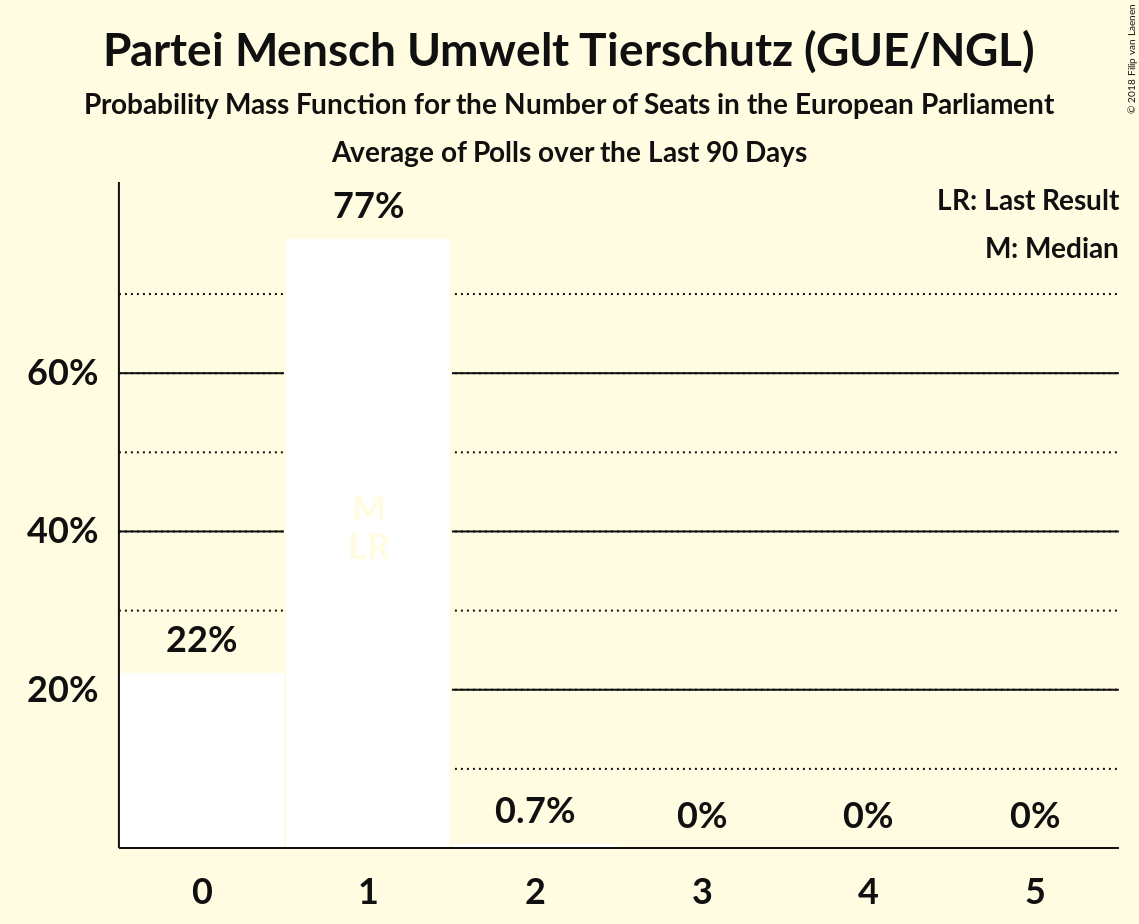 Partei Mensch Umwelt Tierschutz (GUE/NGL)
Probability Mass Function for the Number of Seats in the European Parliament
Average of Polls over the Last 90 Days
© 2018 Filip van Laenen
LR: Last Result
M: Median
77%
60%
M
40%
LR
22%
20%
0.7%
0%
0%
0%
0 1 2 3 4 5